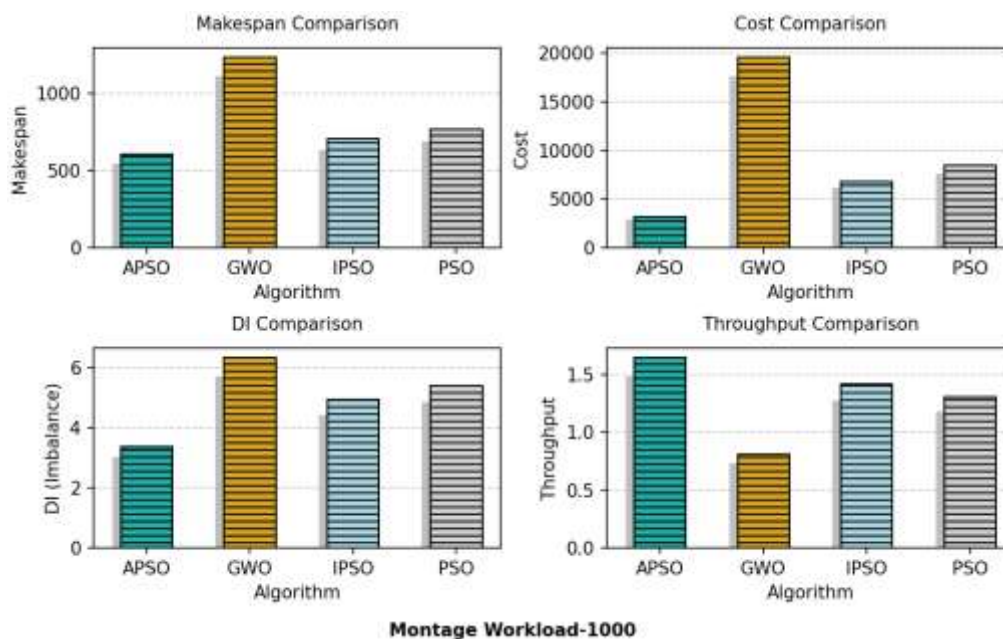 Makespan Comparison
Makespan
1000
500
0
APSO GWO IPSO PSO
Algorithm
Cost Comparison
Cost
20000
15000
10000
5000
0
APSO GWO IPSO PSO
Algorithm
DI Comparison
DI (Imbalance)
6
4
2
0
APSO GWO IPSO PSO
Algorithm
Throughput Comparison
Throughput
1.5
1.0
0.5
0.0
APSO GWO IPSO PSO
Algorithm
Montage Workload-1000